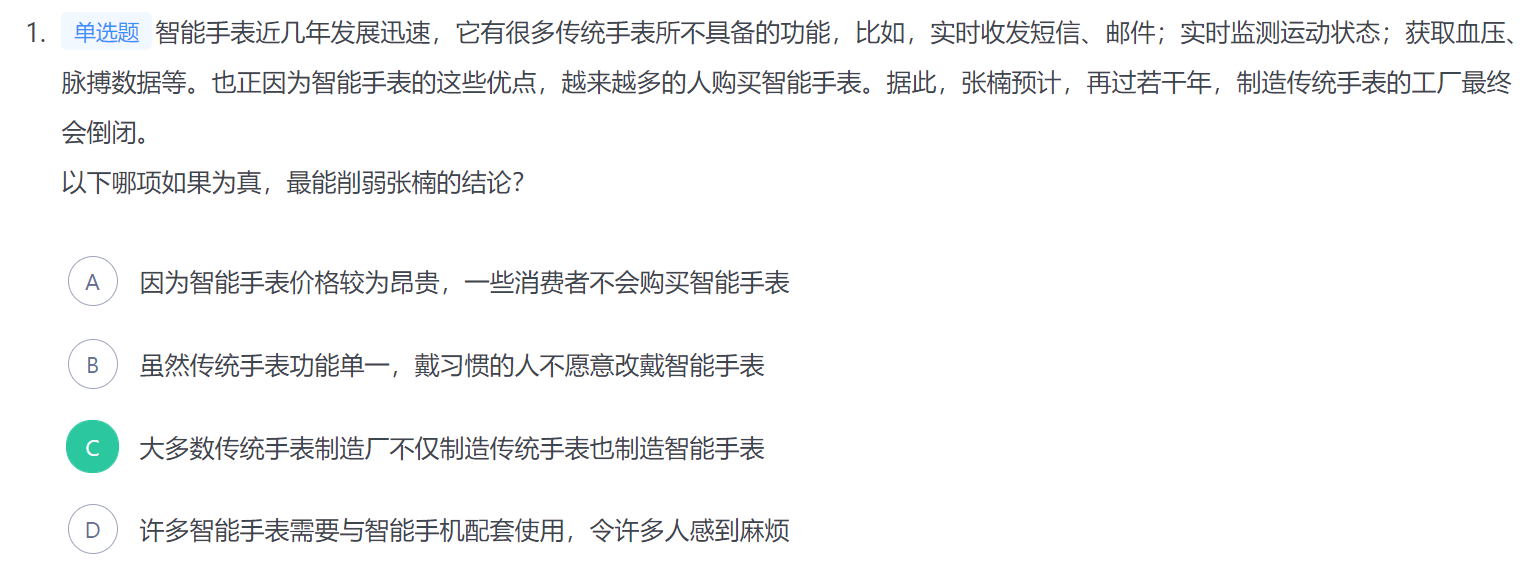 1. 单选题 智能手表近几年发展迅速，它有很多传统手表所不具备的功能，比如，实时收发短信、邮件；实时监测运动状态；获取血压、
脉搏数据等。也正因为智能手表的这些优点，越来越多的人购买智能手表。据此，张楠预计，再过若干年，制造传统手表的工厂最终
会倒闭。
以下哪项如果为真，最能削弱张楠的结论？
A 因为智能手表价格较为昂贵，一些消费者不会购买智能手表
B 虽然传统手表功能单一，戴习惯的人不愿意改戴智能手表
C 大多数传统手表制造厂不仅制造传统手表也制造智能手表
D 许多智能手表需要与智能手机配套使用，令许多人感到麻烦